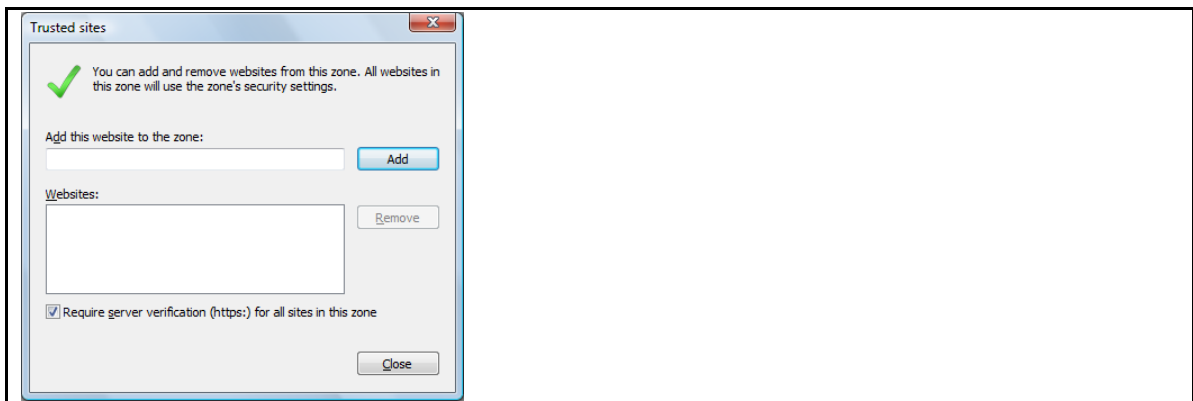 Trusted sites
You can add and remove websites from this zone. All websites in
this zone will use the zone's security settings.
Add this website to the zone:
Add
Websites:
Remove
Require server verification (https:) for all sites in this zone
Close